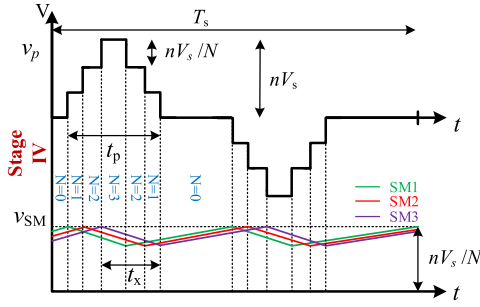 V
T_s
v_p
nV_s /N
nV_s
t
t_p
Stage IV
N=0
N=1
N=2
N=3
N=2
N=1
N=0
SM1
SM2
SM3
v_SM
t_x
nV_s/N
t